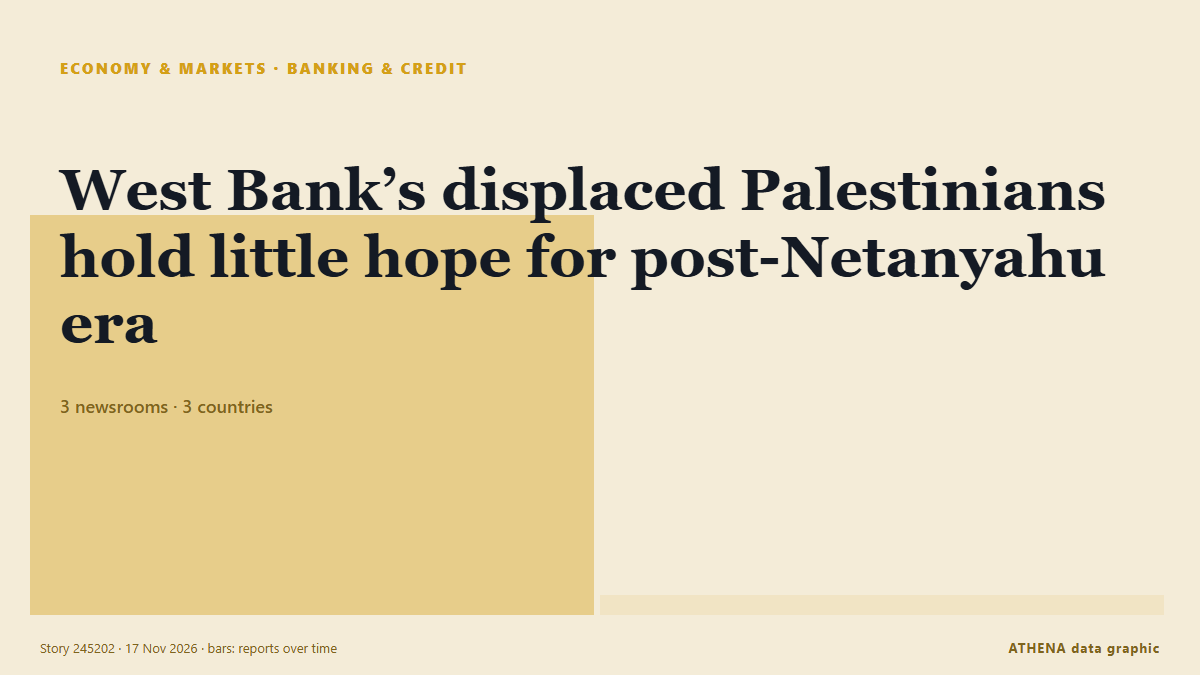 ECONOMY & MARKETS · BANKING & CREDIT
West Bank’s displaced Palestinians
hold little hope for post-Netanyahu
era
3 newsrooms · 3 countries
Story 245202 · 17 Nov 2026 · bars: reports over time
ATHENA data graphic